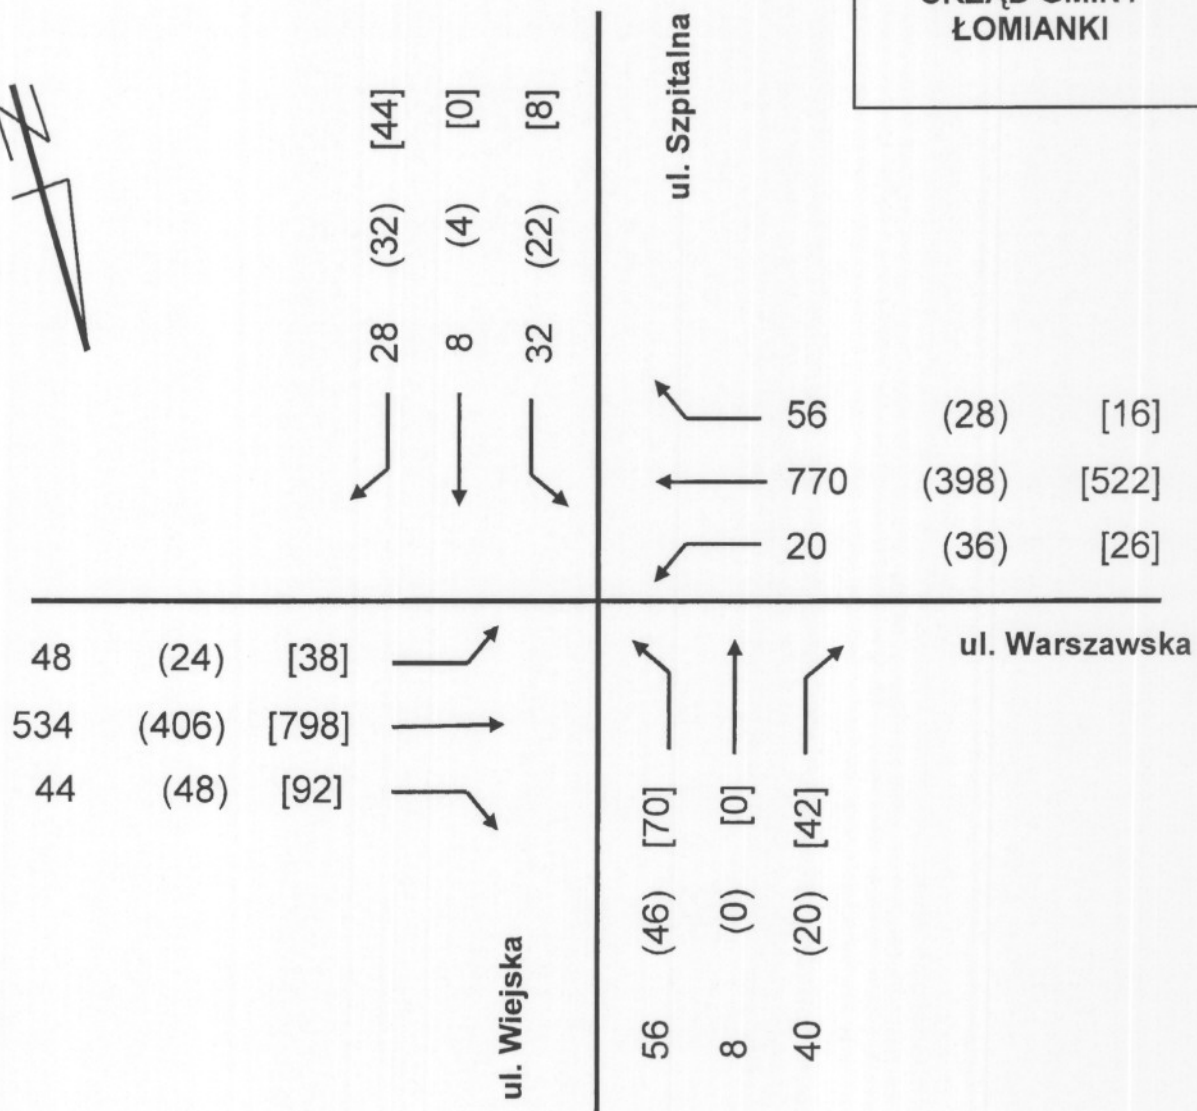 ŁOMIANKI
ul. Szpitalna
[44] [0] [8]
(32) (4) (22)
28 8 32
56 (28) [16]
770 (398) [522]
20 (36) [26]
ul. Warszawska
48 (24) [38]
534 (406) [798]
44 (48) [92]
[70] [0] [42]
(46) (0) (20)
56 8 40
ul. Wiejska